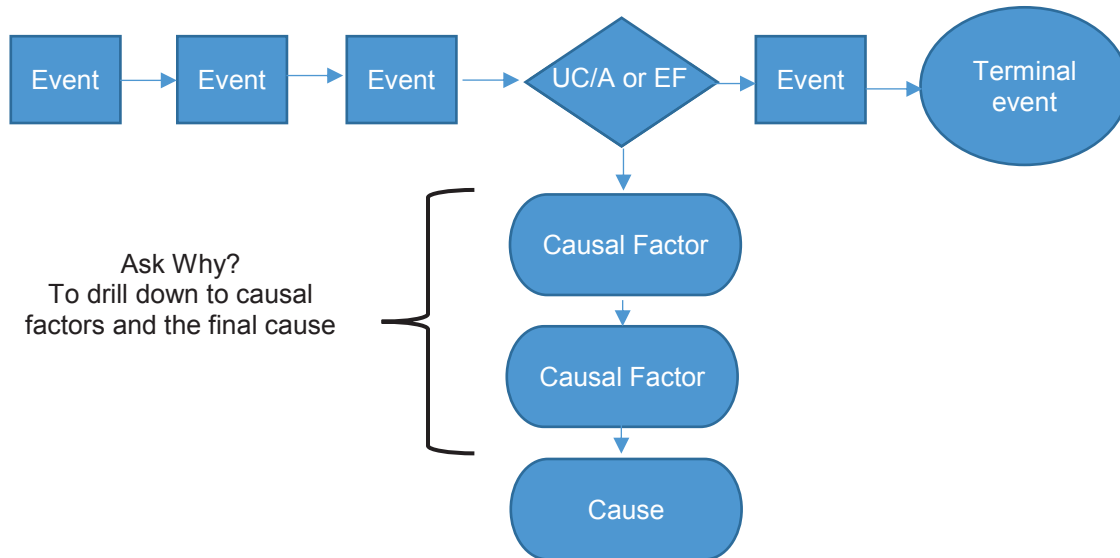 Event
Event
Event
UC/A or EF
Event
Terminal
event
Ask Why?
To drill down to causal
factors and the final cause
Causal Factor
Causal Factor
Cause